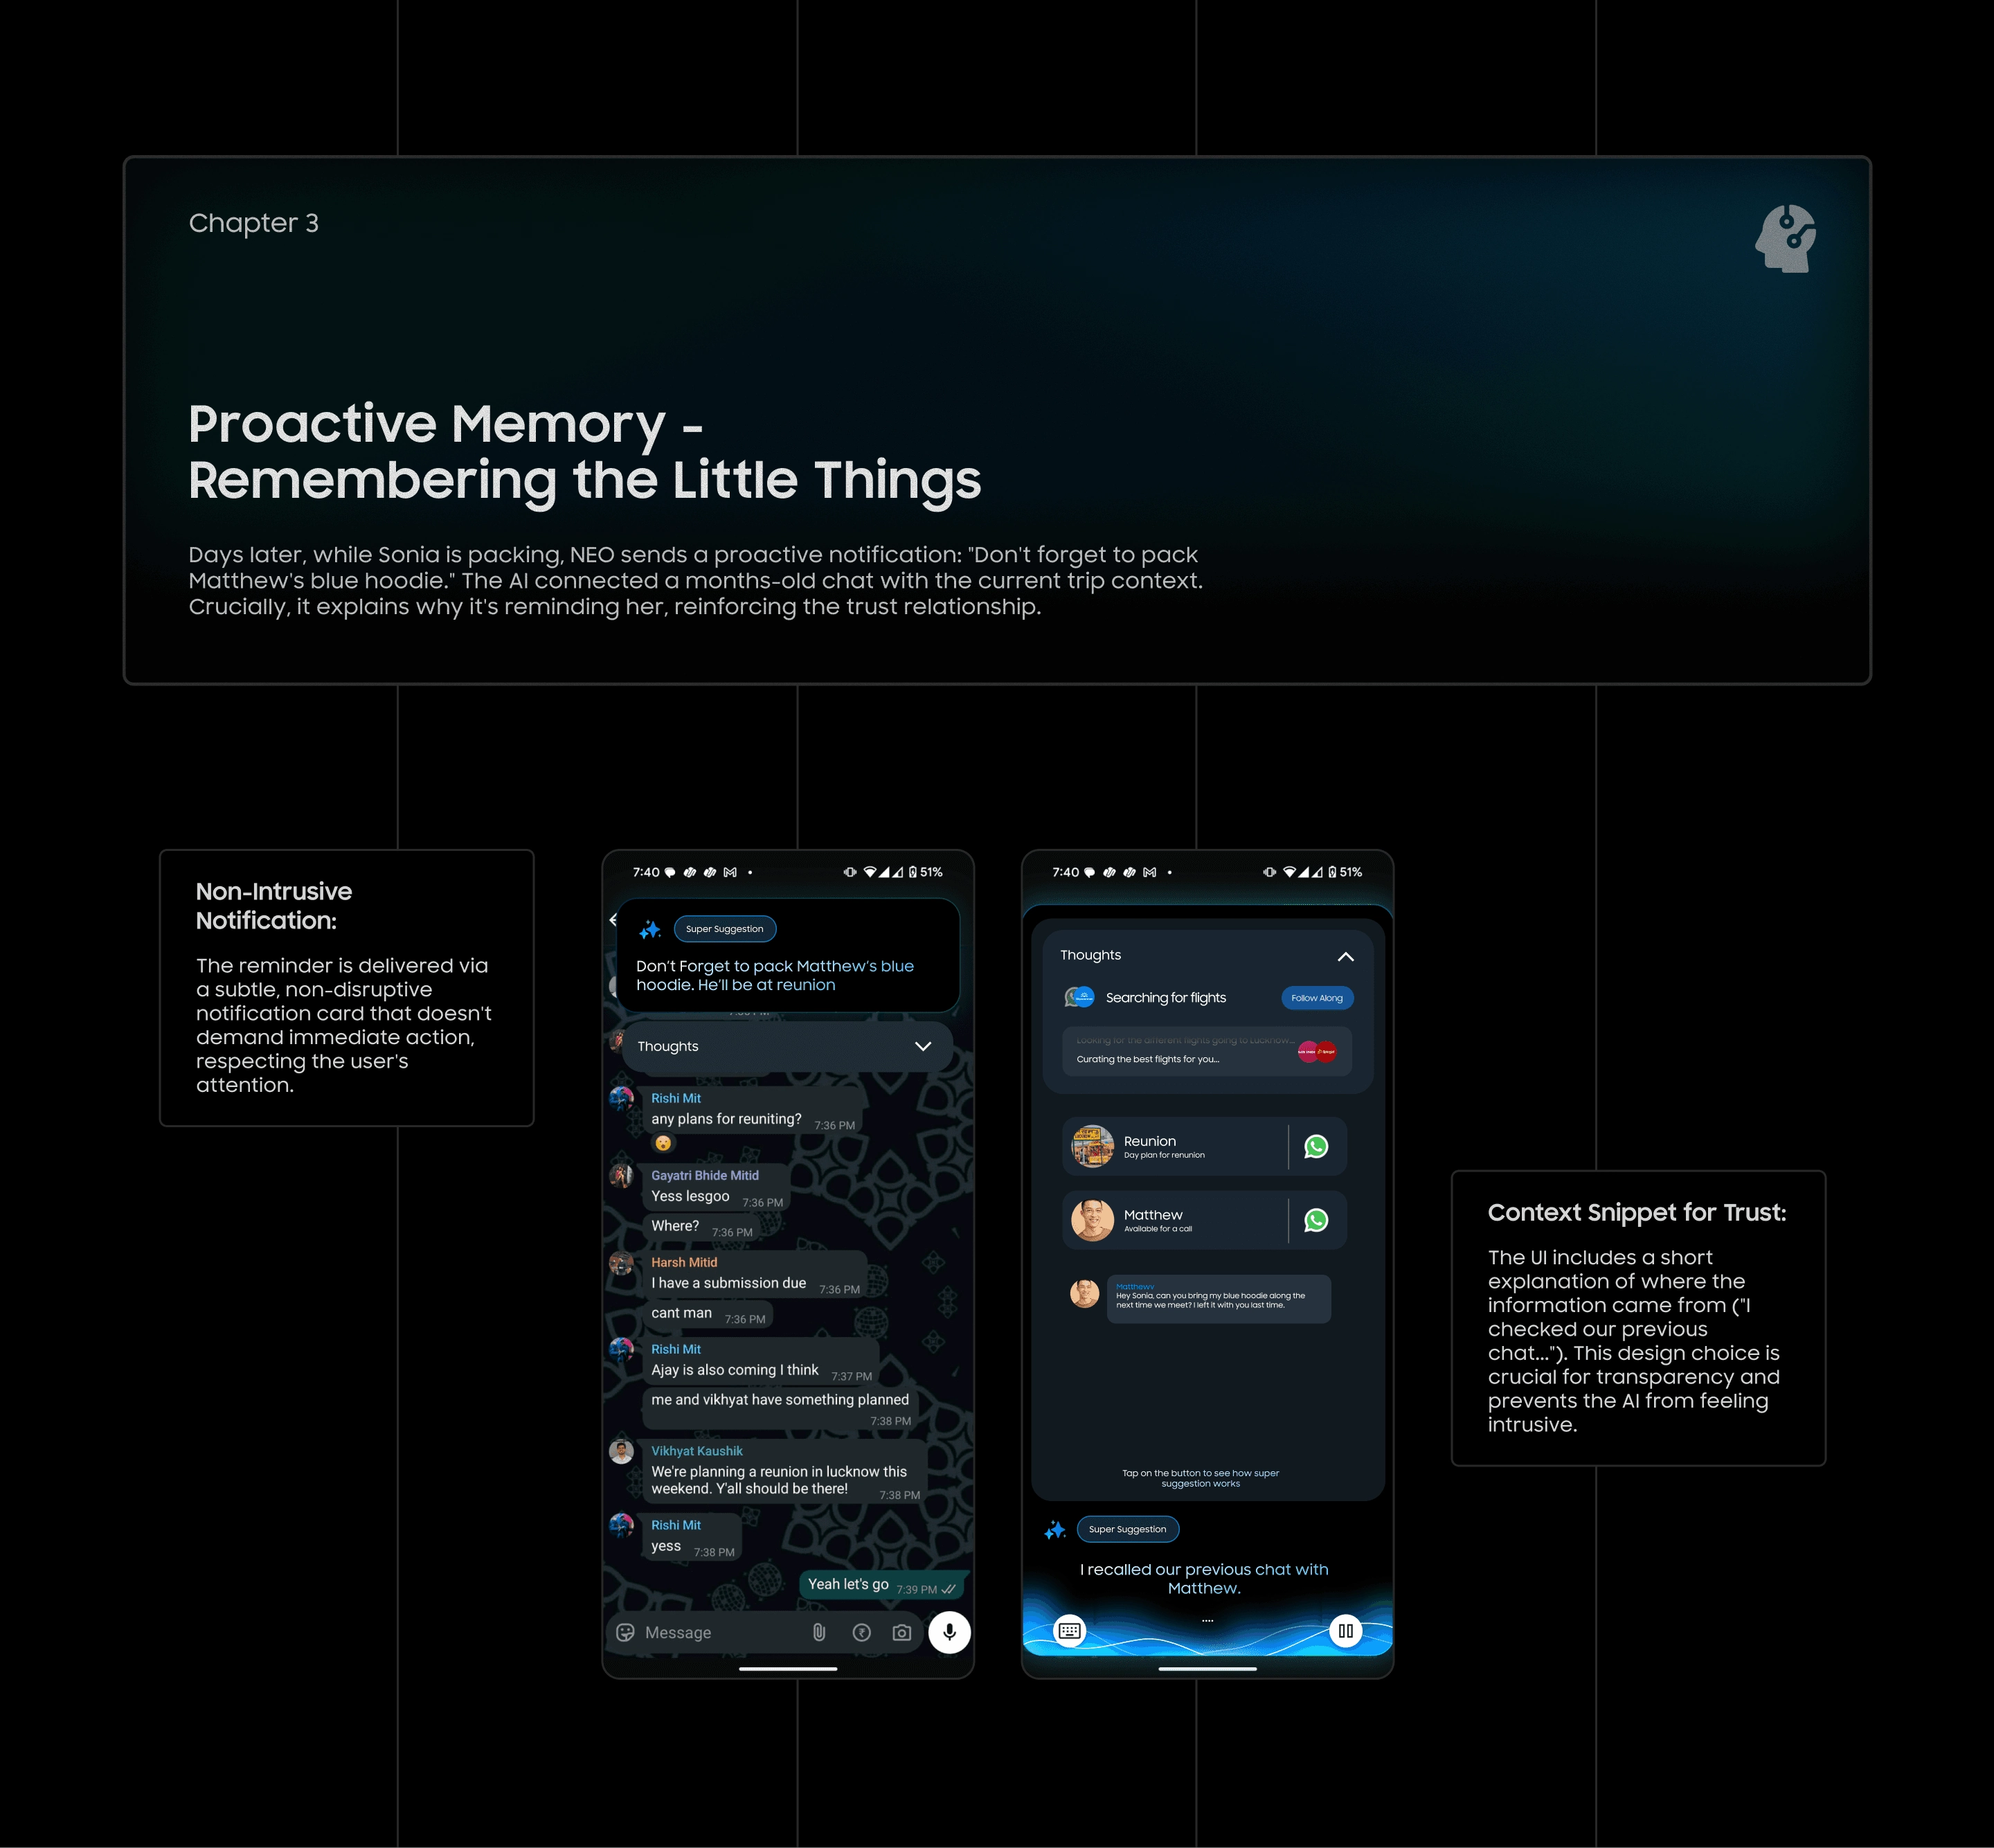 Chapter 3
Proactive Memory -
Remembering the Little Things
Days later, while Sonia is packing, NEO sends a proactive notification: "Don't forget to pack
Matthew's blue hoodie." The AI connected a months-old chat with the current trip context.
Crucially, it explains why it's reminding her, reinforcing the trust relationship.
Non-Intrusive
Notification:
The reminder is delivered via
a subtle, non-disruptive
notification card that doesn't
demand immediate action,
respecting the user's
attention.
7:40
51%
Super Suggestion
Don't Forget to pack Matthew's blue
hoodie. He'll be at reunion
Thoughts
Rishi Mit
any plans for reuniting?
7:36 PM
Gayatri Bhide Mitid
Yess lesgoo
7:36 PM
Where?
7:36 PM
Harsh Mitid
I have a submission due
7:36 PM
cant man
7:36 PM
Rishi Mit
Ajay is also coming I think
7:37 PM
me and vikhyat have something planned
7:38 PM
Vikhyat Kaushik
We're planning a reunion in lucknow this
weekend. Y'all should be there!
7:38 PM
Rishi Mit
yess
7:38 PM
Yeah let's go
7:39 PM
Message
7:40
51%
Thoughts
Searching for flights
Follow Along
Looking for the different flights going to Lucknow...
Curating the best flights for you...
Reunion
Day plan for renunion
Matthew
Available for a call
Matthewv
Hey Sonia, can you bring my blue hoodie along the
next time we meet? I left it with you last time.
Tap on the button to see how super
suggestion works
Super Suggestion
I recalled our previous chat with
Matthew.
....
Context Snippet for Trust:
The UI includes a short
explanation of where the
information came from ("I
checked our previous
chat..."). This design choice is
crucial for transparency and
prevents the AI from feeling
intrusive.